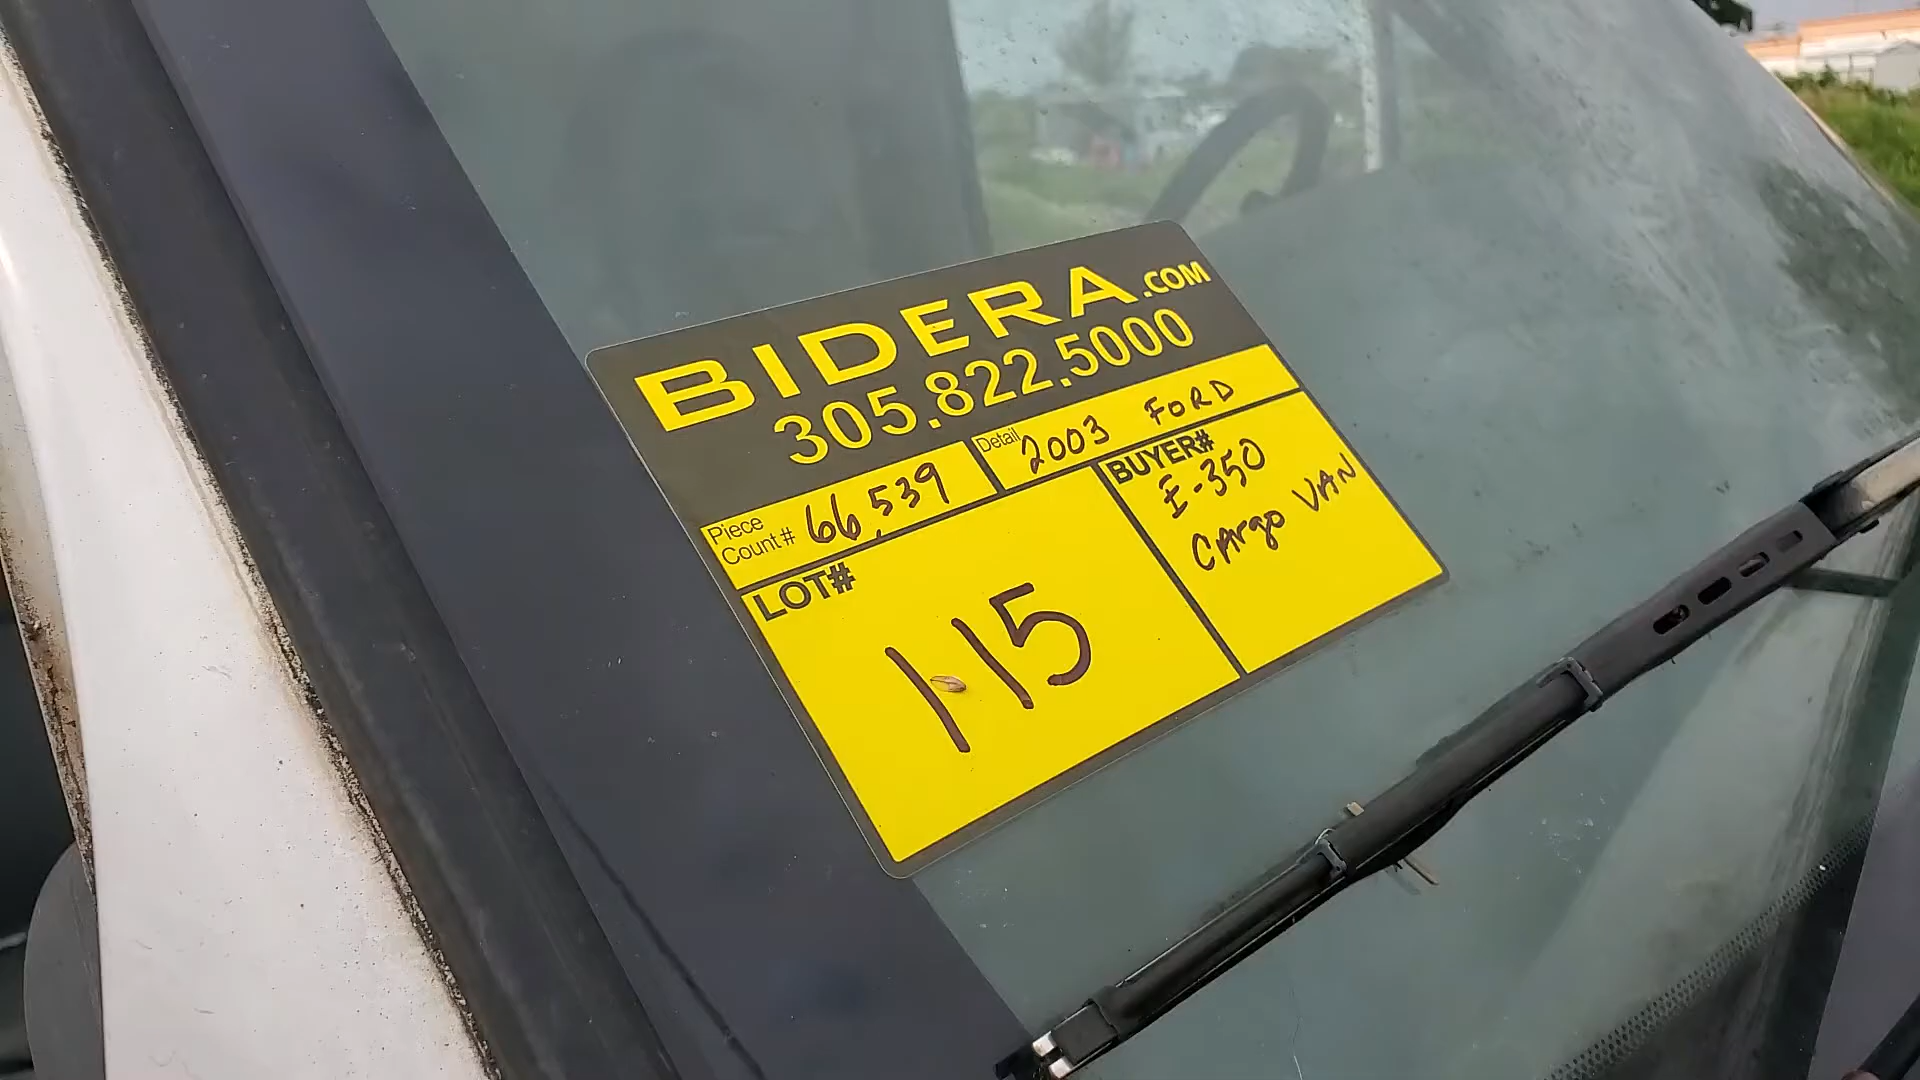 BIDERA.COM
305.822.5000
Piece Count# 66,539
Detail 2003 FORD
LOT#
115
BUYER#
E-350
CArgo VAN